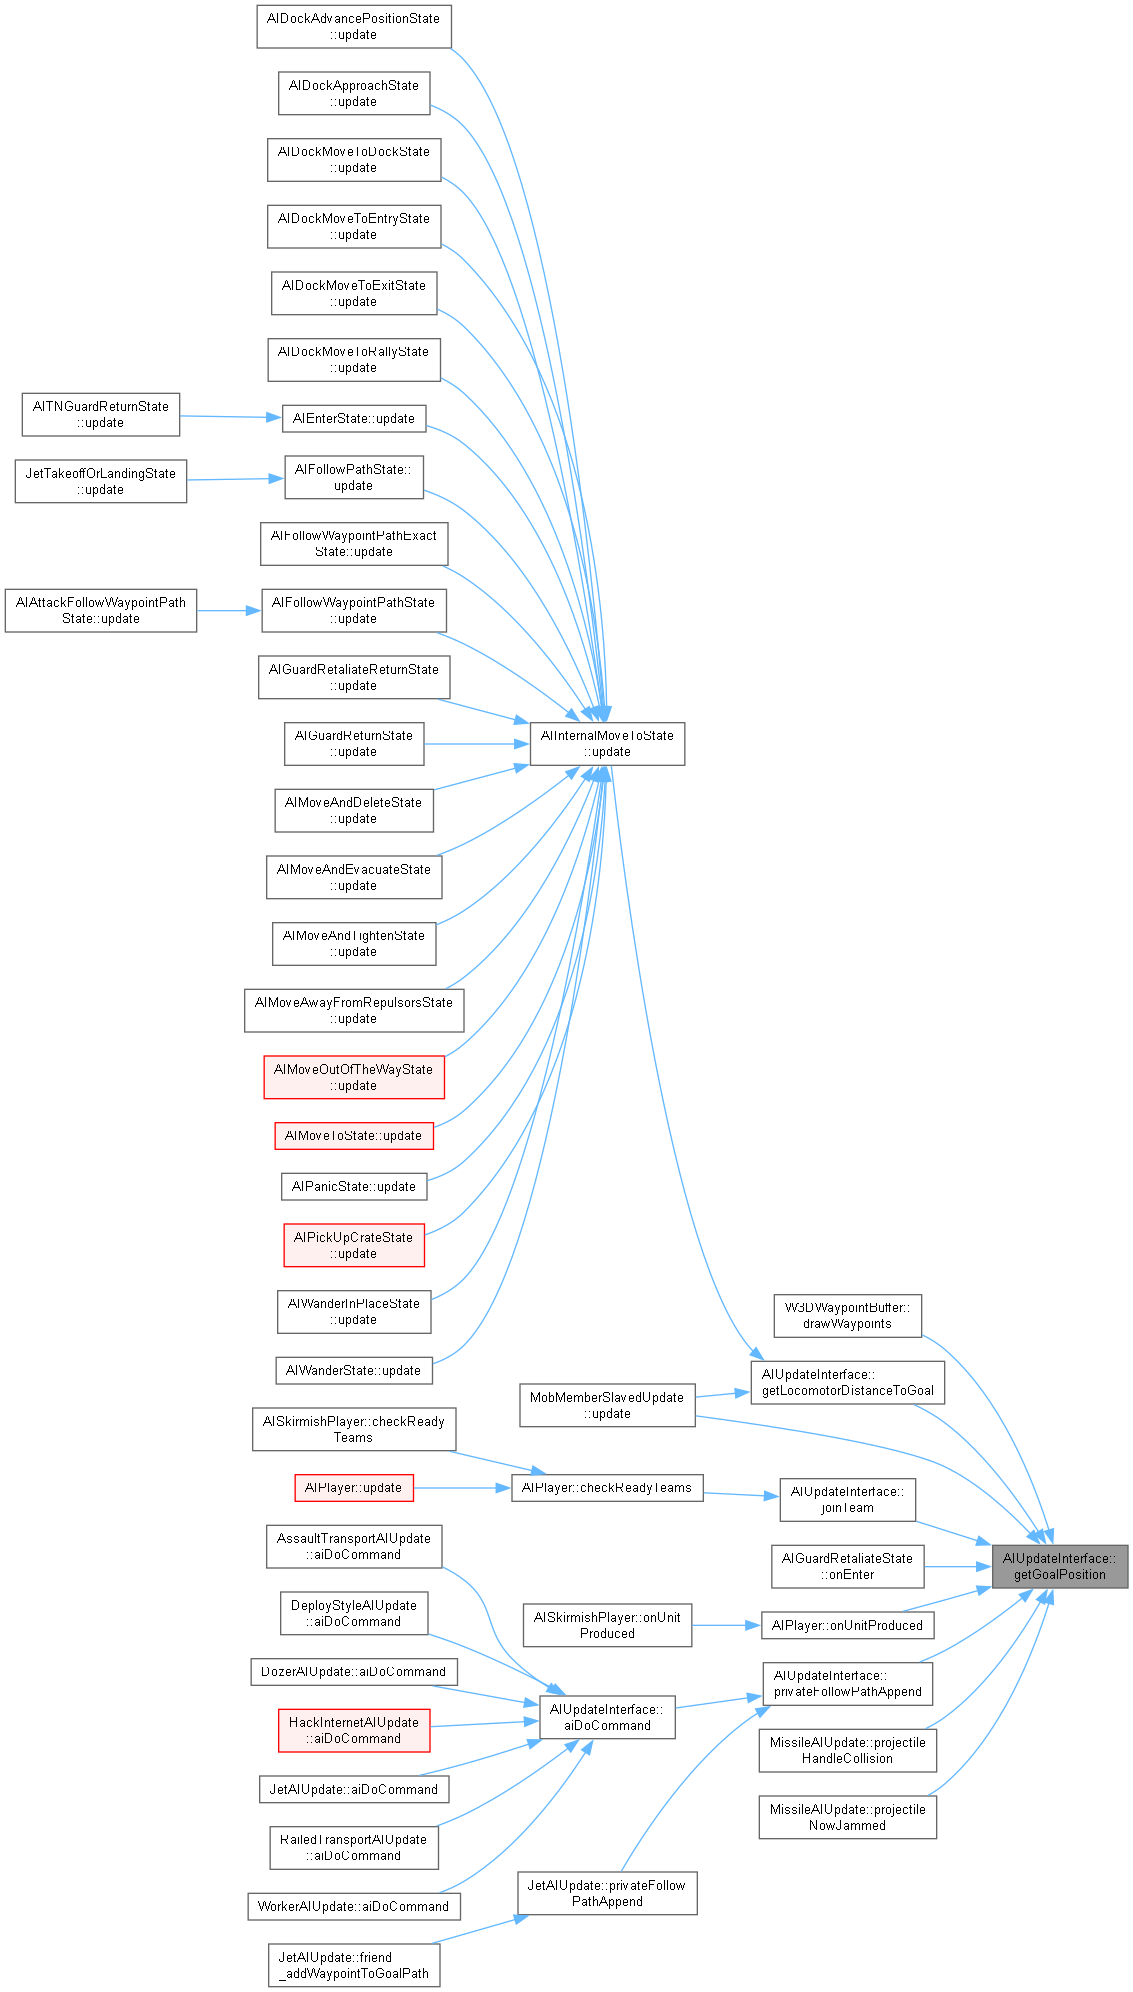 AIDockAdvancePositionState
::update
AIDockApproachState
::update
AIDockMoveToDockState
::update
AIDockMoveToEntryState
::update
AIDockMoveToExitState
::update
AIDockMoveToRallyState
::update
AITNGuardReturnState
::update
AIEnterState::update
JetTakeoffOrLandingState
::update
AIFollowPathState::
update
AIFollowWaypointPathExact
State::update
AIAttackFollowWaypointPath
State::update
AIFollowWaypointPathState
::update
AIGuardRetaliateReturnState
::update
AIGuardReturnState
::update
AIInternalMoveToState
::update
AIMoveAndDeleteState
::update
AIMoveAndEvacuateState
::update
AIMoveAndTightenState
::update
AIMoveAwayFromRepulsorsState
::update
AIMoveOutOfTheWayState
::update
AIMoveToState::update
AIPanicState::update
AIPickUpCrateState
::update
AIWanderInPlaceState
::update
AIWanderState::update
W3DWaypointBuffer::
drawWaypoints
AIUpdateInterface::
getLocomotorDistanceToGoal
MobMemberSlavedUpdate
::update
AISkirmishPlayer::checkReady
Teams
AIPlayer::update
AIPlayer::checkReadyTeams
AIUpdateInterface::
joinTeam
AIGuardRetaliateState
::onEnter
AIUpdateInterface::
getGoalPosition
AssaultTransportAIUpdate
::aiDoCommand
DeployStyleAIUpdate
::aiDoCommand
AISkirmishPlayer::onUnit
Produced
AIPlayer::onUnitProduced
DozerAIUpdate::aiDoCommand
AIUpdateInterface::
privateFollowPathAppend
HackInternetAIUpdate
::aiDoCommand
AIUpdateInterface::
aiDoCommand
MissileAIUpdate::projectile
HandleCollision
JetAIUpdate::aiDoCommand
MissileAIUpdate::projectile
NowJammed
RailedTransportAIUpdate
::aiDoCommand
WorkerAIUpdate::aiDoCommand
JetAIUpdate::privateFollow
PathAppend
JetAIUpdate::friend
_addWaypointToGoalPath